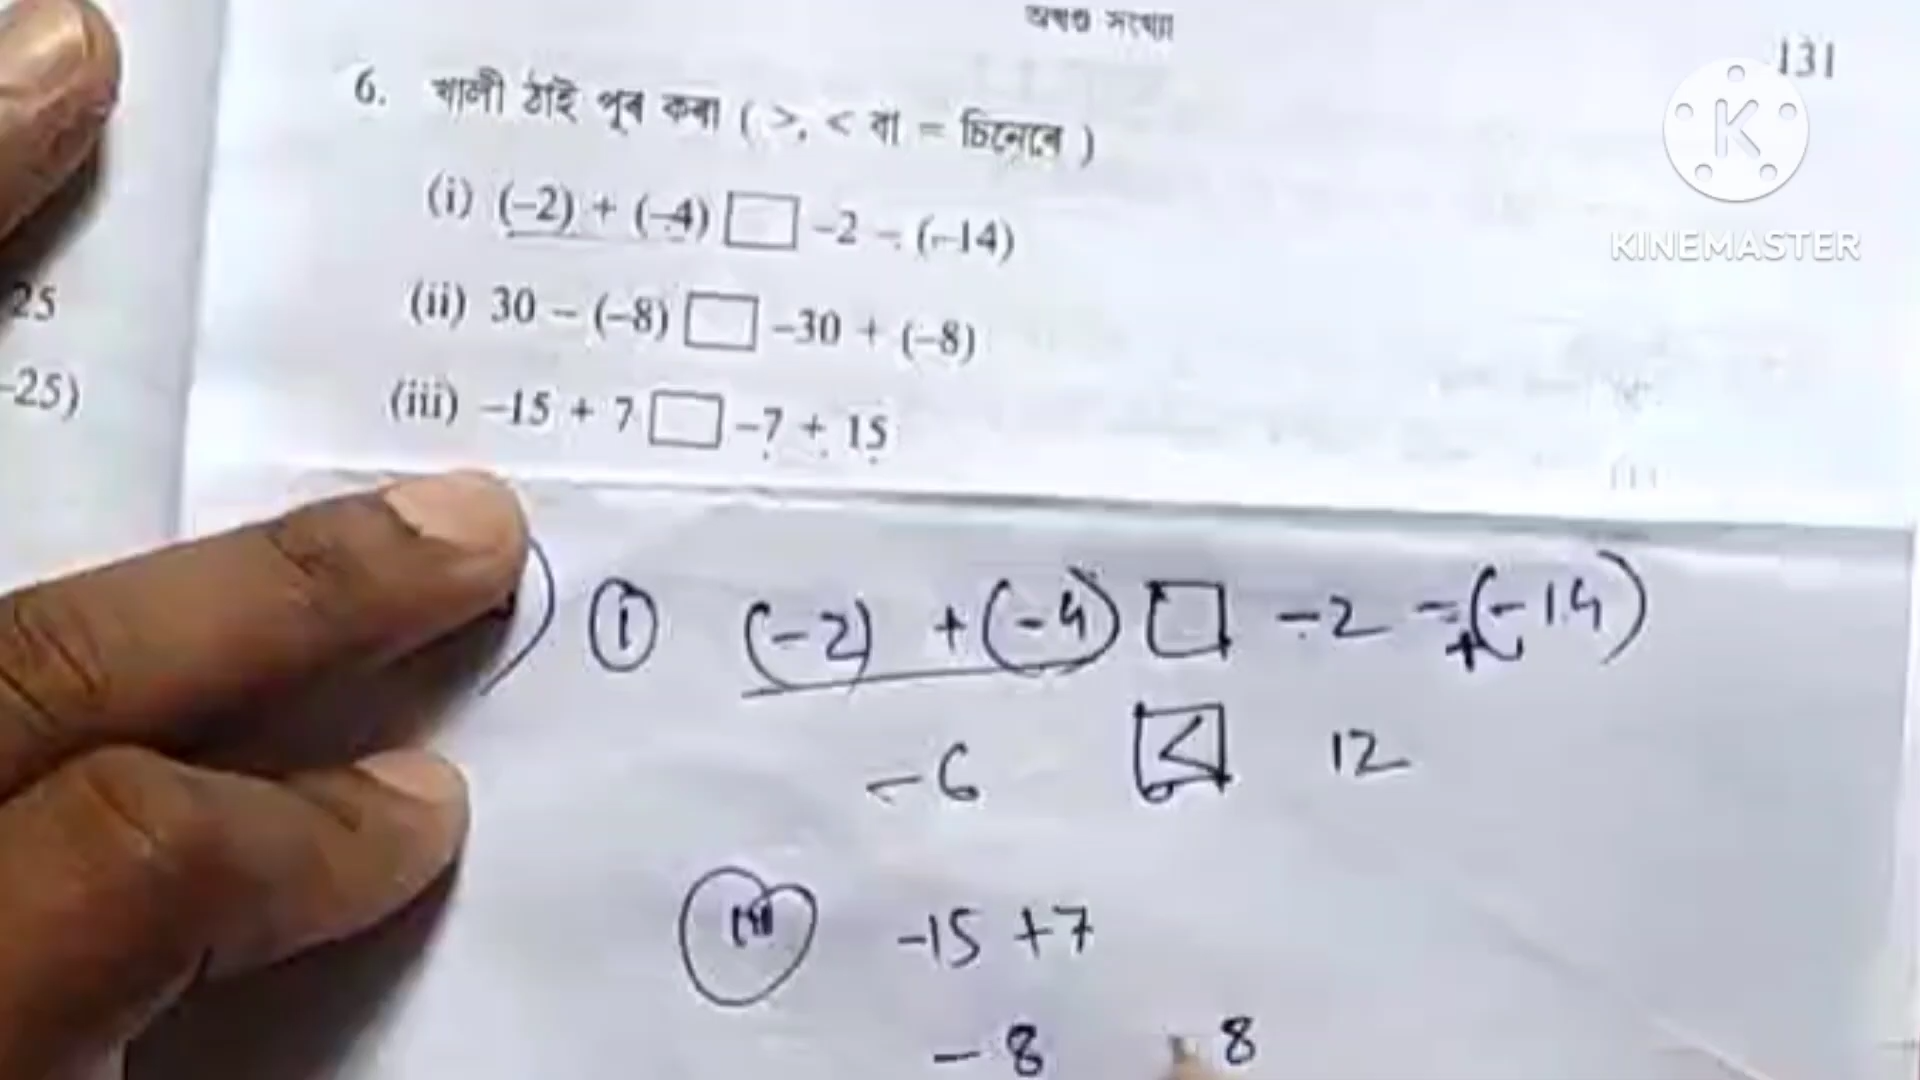 অখণ্ড সংখ্যা
131
K
KINEMASTER
6. খালী ঠাই পূৰ কৰা ( >, < বা = চিনেৰে )
(i) (–2) + (–4) □ –2 – (–14)
(ii) 30 – (–8) □ –30 + (–8)
(iii) –15 + 7 □ –7 + 15
25
–25)
(i) (–2) + (–4) □ –2 – (–14)
+
–6 < 12
(iii) –15 + 7
–8 8